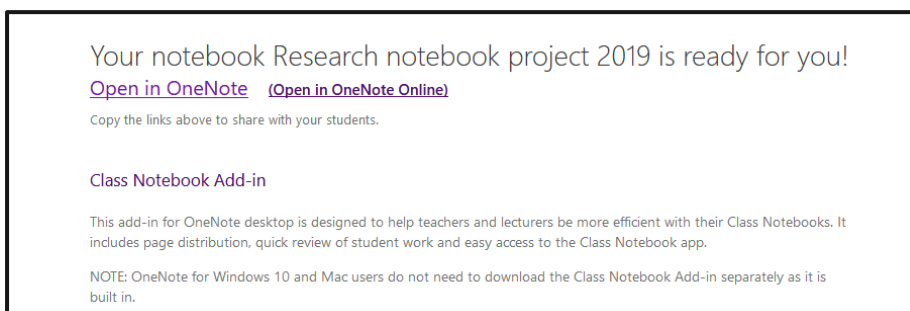 Your notebook Research notebook project 2019 is ready for you!
Open in OneNote (Open in OneNote Online)
Copy the links above to share with your students.
Class Notebook Add-in
This add-in for OneNote desktop is designed to help teachers and lecturers be more efficient with their Class Notebooks. It
includes page distribution, quick review of student work and easy access to the Class Notebook app.
NOTE: OneNote for Windows 10 and Mac users do not need to download the Class Notebook Add-in separately as it is
built in.